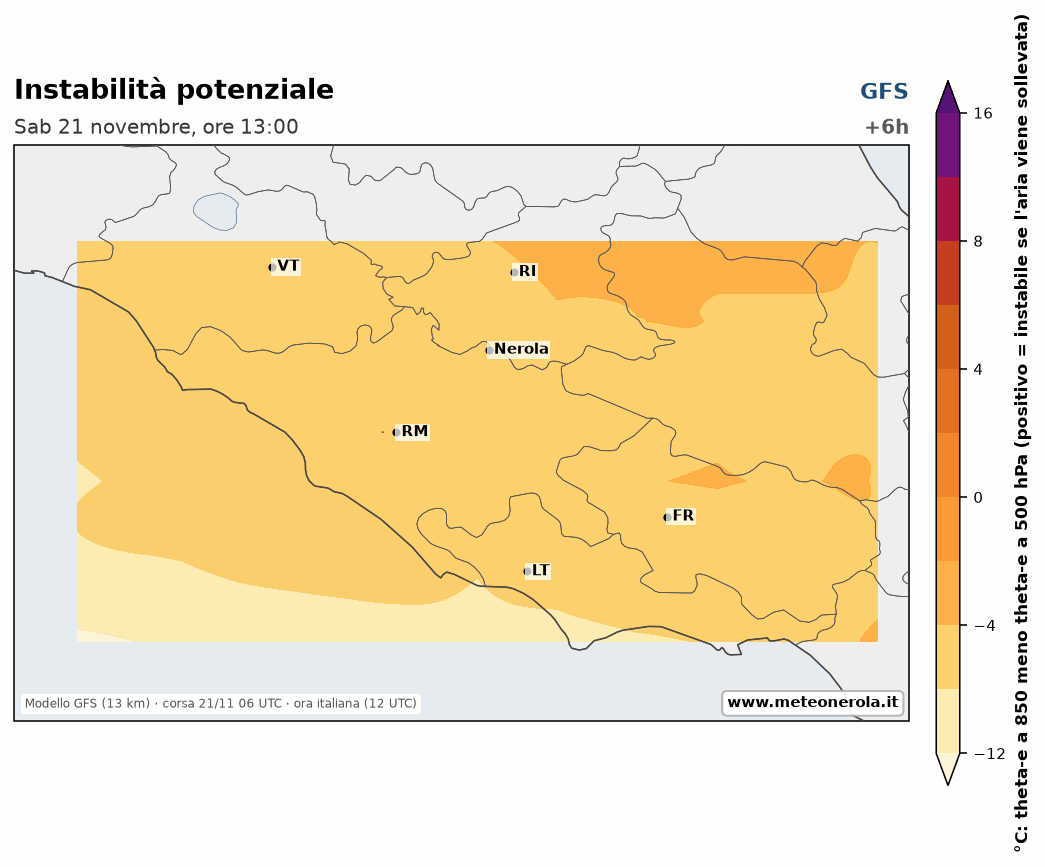 Instabilità potenziale
GFS
Sab 21 novembre, ore 13:00
+6h
VT
RI
Nerola
RM
FR
LT
Modello GFS (13 km) · corsa 21/11 06 UTC · ora italiana (12 UTC)
www.meteonerola.it
16
8
4
0
−4
−12
°C: theta-e a 850 meno theta-e a 500 hPa (positivo = instabile se l'aria viene sollevata)